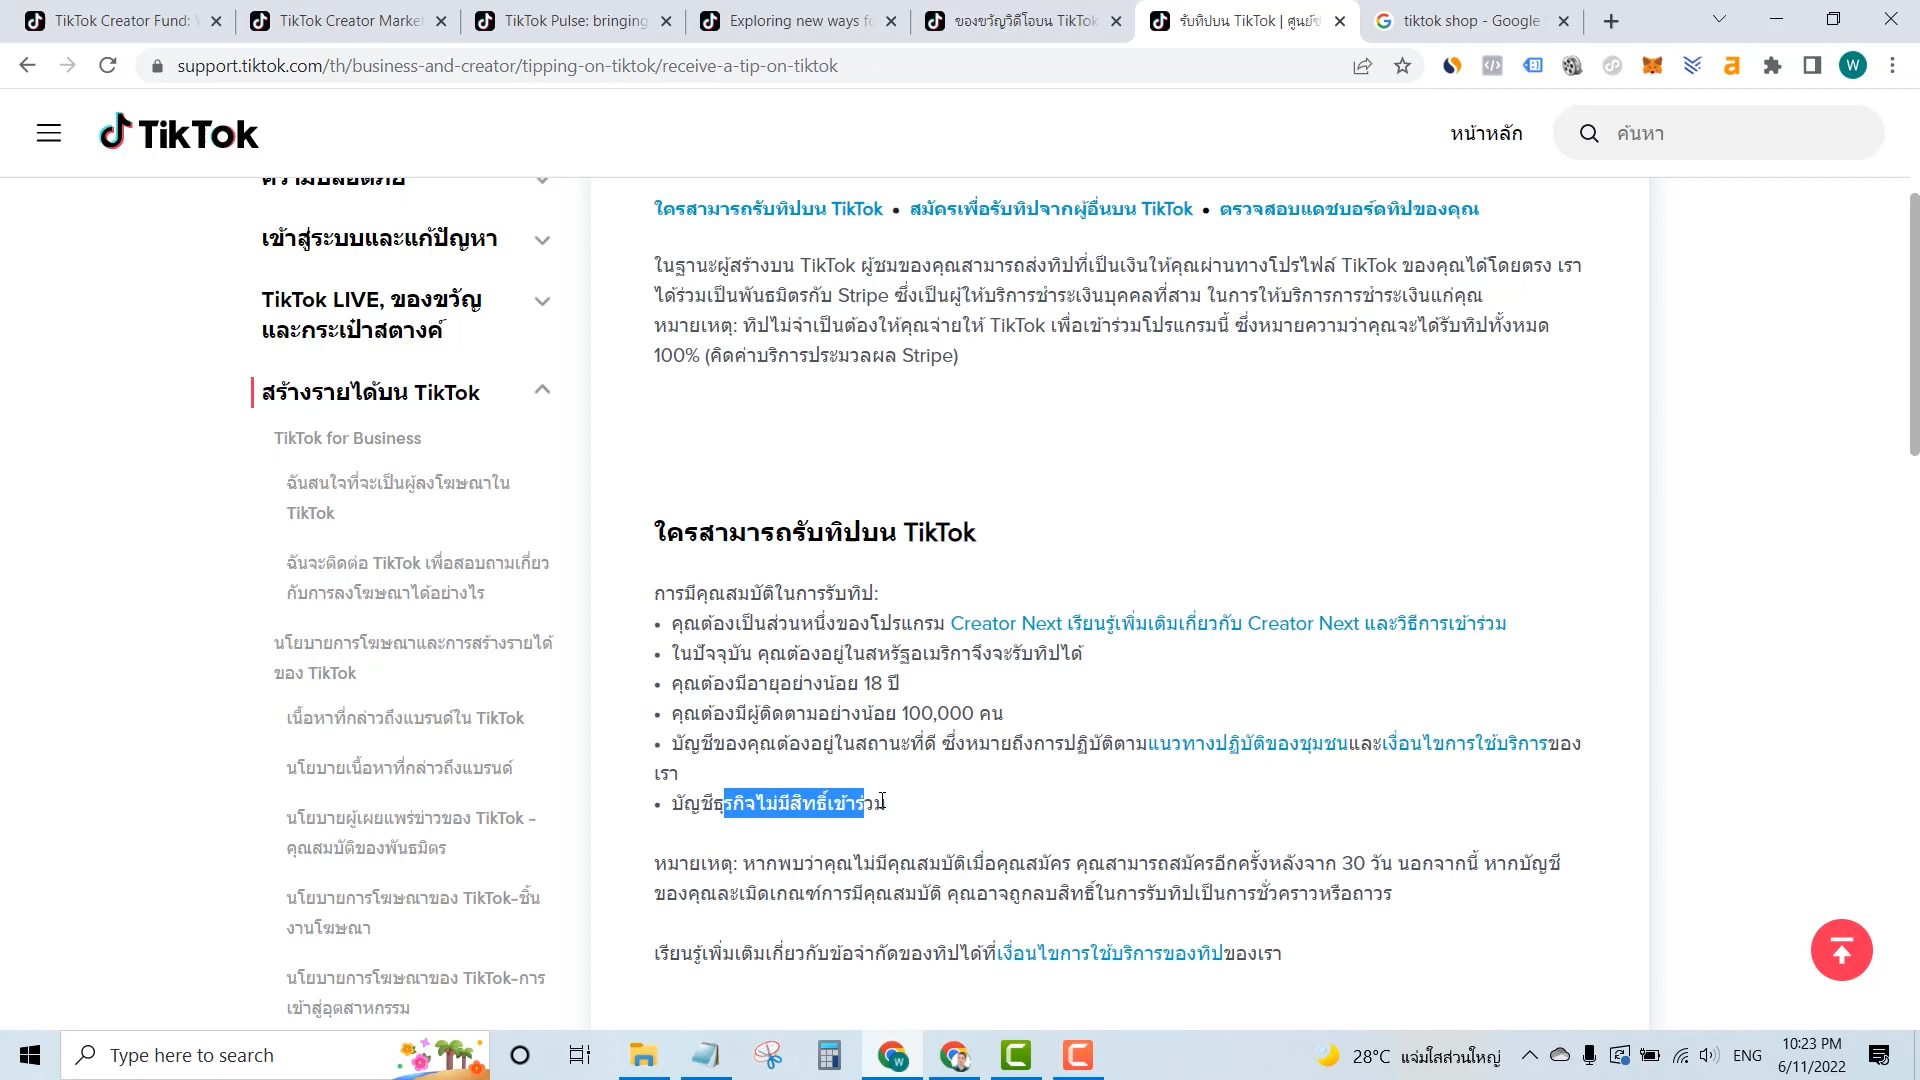 TikTok Creator Fund: Y
TikTok Creator Market
TikTok Pulse: bringing
Exploring new ways fo
ของขวัญวิดีโอบน TikTok
รับทิปบน TikTok | ศูนย์ช
tiktok shop - Google
support.tiktok.com/th/business-and-creator/tipping-on-tiktok/receive-a-tip-on-tiktok
W
TikTok
หน้าหลัก
ค้นหา
ความปลอดภัย
เข้าสู่ระบบและแก้ปัญหา
TikTok LIVE, ของขวัญ
และกระเป๋าสตางค์
สร้างรายได้บน TikTok
TikTok for Business
ฉันสนใจที่จะเป็นผู้ลงโฆษณาใน
TikTok
ฉันจะติดต่อ TikTok เพื่อสอบถามเกี่ยว
กับการลงโฆษณาได้อย่างไร
นโยบายการโฆษณาและการสร้างรายได้
ของ TikTok
เนื้อหาที่กล่าวถึงแบรนด์ใน TikTok
นโยบายเนื้อหาที่กล่าวถึงแบรนด์
นโยบายผู้เผยแพร่ข่าวของ TikTok –
คุณสมบัติของพันธมิตร
นโยบายการโฆษณาของ TikTok-ชิ้น
งานโฆษณา
นโยบายการโฆษณาของ TikTok-การ
เข้าสู่อุตสาหกรรม
ใครสามารถรับทิปบน TikTok • สมัครเพื่อรับทิปจากผู้อื่นบน TikTok • ตรวจสอบแดชบอร์ดทิปของคุณ
ในฐานะผู้สร้างบน TikTok ผู้ชมของคุณสามารถส่งทิปที่เป็นเงินให้คุณผ่านทางโปรไฟล์ TikTok ของคุณได้โดยตรง เรา
ได้ร่วมเป็นพันธมิตรกับ Stripe ซึ่งเป็นผู้ให้บริการชำระเงินบุคคลที่สาม ในการให้บริการการชำระเงินแก่คุณ
หมายเหตุ: ทิปไม่จำเป็นต้องให้คุณจ่ายให้ TikTok เพื่อเข้าร่วมโปรแกรมนี้ ซึ่งหมายความว่าคุณจะได้รับทิปทั้งหมด
100% (คิดค่าบริการประมวลผล Stripe)
ใครสามารถรับทิปบน TikTok
การมีคุณสมบัติในการรับทิป:
• คุณต้องเป็นส่วนหนึ่งของโปรแกรม Creator Next เรียนรู้เพิ่มเติมเกี่ยวกับ Creator Next และวิธีการเข้าร่วม
• ในปัจจุบัน คุณต้องอยู่ในสหรัฐอเมริกาจึงจะรับทิปได้
• คุณต้องมีอายุอย่างน้อย 18 ปี
• คุณต้องมีผู้ติดตามอย่างน้อย 100,000 คน
• บัญชีของคุณต้องอยู่ในสถานะที่ดี ซึ่งหมายถึงการปฏิบัติตามแนวทางปฏิบัติของชุมชนและเงื่อนไขการใช้บริการของ
เรา
• บัญชีธุรกิจไม่มีสิทธิ์เข้าร่วม
หมายเหตุ: หากพบว่าคุณไม่มีคุณสมบัติเมื่อคุณสมัคร คุณสามารถสมัครอีกครั้งหลังจาก 30 วัน นอกจากนี้ หากบัญชี
ของคุณละเมิดเกณฑ์การมีคุณสมบัติ คุณอาจถูกลบสิทธิ์ในการรับทิปเป็นการชั่วคราวหรือถาวร
เรียนรู้เพิ่มเติมเกี่ยวกับข้อจำกัดของทิปได้ที่เงื่อนไขการใช้บริการของทิปของเรา
Type here to search
28°C แจ่มใสส่วนใหญ่
ENG
10:23 PM
6/11/2022